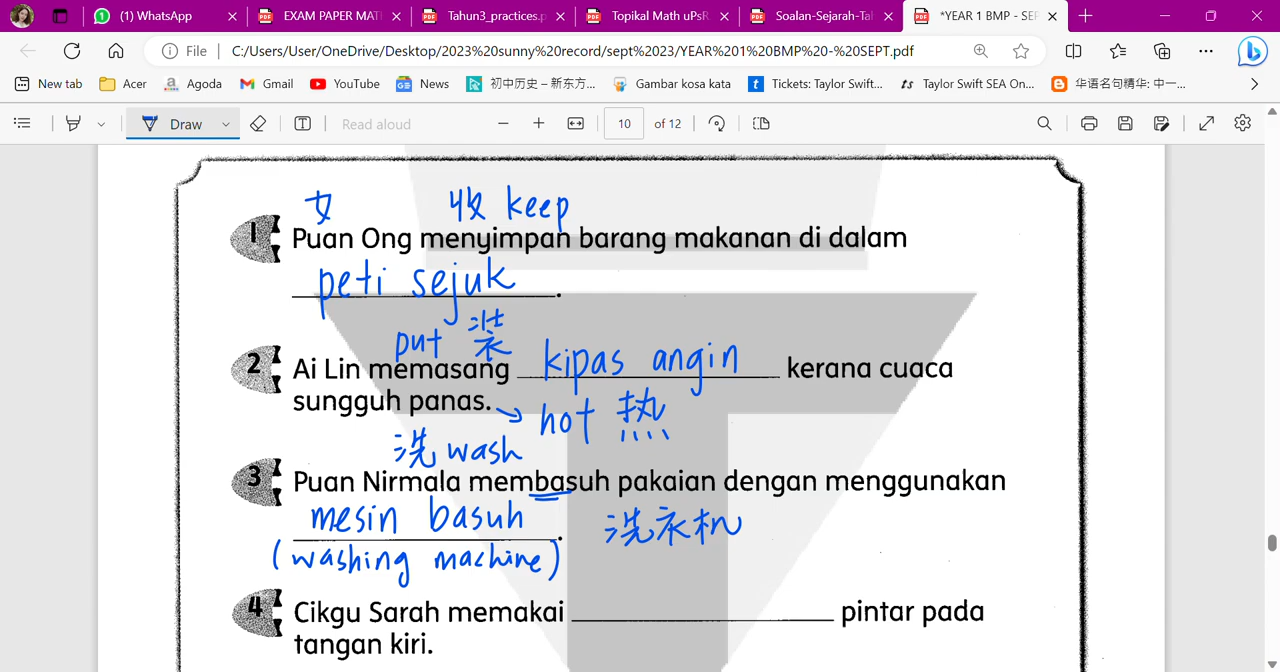 (1) WhatsApp
EXAM PAPER MAT
Tahun3_practices.p
Topikal Math uPsR
Soalan-Sejarah-Tal
*YEAR 1 BMP - SEP
File
C:/Users/User/OneDrive/Desktop/2023%20sunny%20record/sept%2023/YEAR%201%20BMP%20-%20SEPT.pdf
New tab Acer Agoda Gmail YouTube News 初中历史 – 新东方... Gambar kosa kata Tickets: Taylor Swift... Taylor Swift SEA On... 华语名句精华: 中一...
Draw Read aloud 10 of 12
女 收 keep
1 Puan Ong menyimpan barang makanan di dalam
peti sejuk.
put 装
2 Ai Lin memasang kipas angin kerana cuaca
sungguh panas. → hot 热
洗 wash
3 Puan Nirmala membasuh pakaian dengan menggunakan
mesin basuh. 洗衣机
(washing machine)
4 Cikgu Sarah memakai ______ pintar pada
tangan kiri.